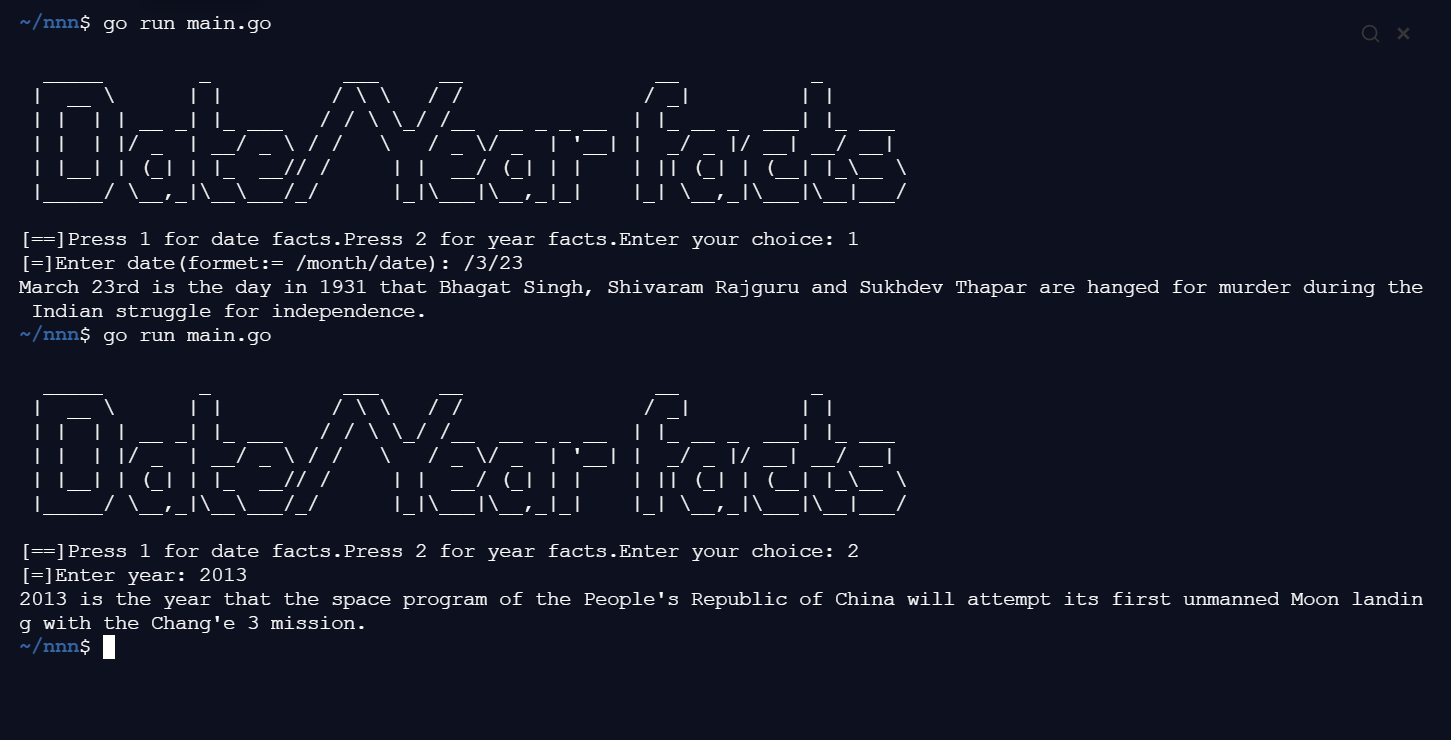 ~/nnn$ go run main.go
Date/Year facts
[==]Press 1 for date facts.Press 2 for year facts.Enter your choice: 1
[=]Enter date(formet:= /month/date): /3/23
March 23rd is the day in 1931 that Bhagat Singh, Shivaram Rajguru and Sukhdev Thapar are hanged for murder during the
Indian struggle for independence.
~/nnn$ go run main.go
Date/Year facts
[==]Press 1 for date facts.Press 2 for year facts.Enter your choice: 2
[=]Enter year: 2013
2013 is the year that the space program of the People's Republic of China will attempt its first unmanned Moon landin
g with the Chang'e 3 mission.
~/nnn$